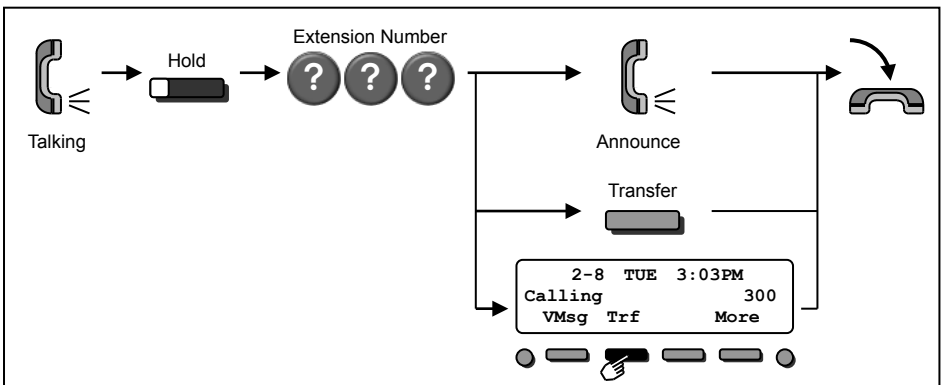 Extension Number
Hold
? ? ?
Talking
Announce
Transfer
2-8 TUE 3:03PM
Calling 300
VMsg Trf More